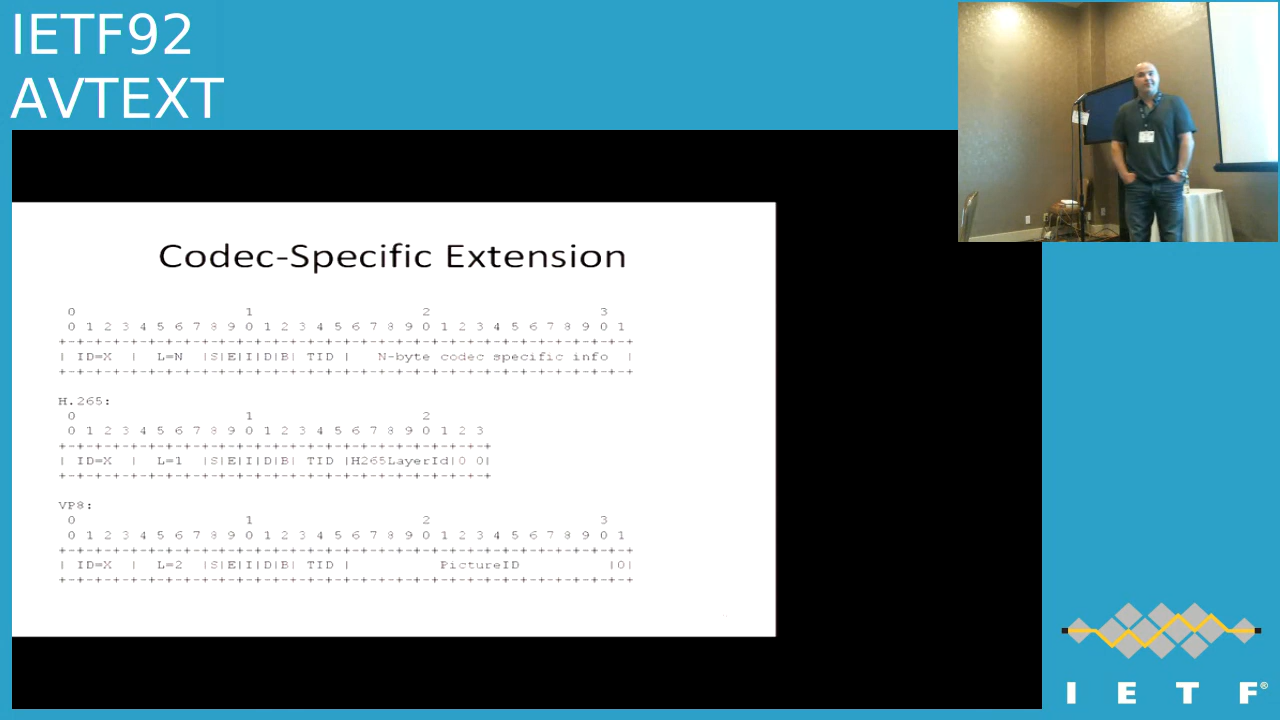 IETF92
AVTEXT
Codec-Specific Extension
0 1 2 3
0 1 2 3 4 5 6 7 8 9 0 1 2 3 4 5 6 7 8 9 0 1 2 3 4 5 6 7 8 9 0 1
+-+-+-+-+-+-+-+-+-+-+-+-+-+-+-+-+-+-+-+-+-+-+-+-+-+-+-+-+-+-+-+-+
| ID=X | L=N |S|E|I|D|B| TID | N-byte codec specific info |
+-+-+-+-+-+-+-+-+-+-+-+-+-+-+-+-+-+-+-+-+-+-+-+-+-+-+-+-+-+-+-+-+
H.265:
0 1 2
0 1 2 3 4 5 6 7 8 9 0 1 2 3 4 5 6 7 8 9 0 1 2 3
+-+-+-+-+-+-+-+-+-+-+-+-+-+-+-+-+-+-+-+-+-+-+-+-+
| ID=X | L=1 |S|E|I|D|B| TID |H265LayerId|0 0|
+-+-+-+-+-+-+-+-+-+-+-+-+-+-+-+-+-+-+-+-+-+-+-+-+
VP8:
0 1 2 3
0 1 2 3 4 5 6 7 8 9 0 1 2 3 4 5 6 7 8 9 0 1 2 3 4 5 6 7 8 9 0 1
+-+-+-+-+-+-+-+-+-+-+-+-+-+-+-+-+-+-+-+-+-+-+-+-+-+-+-+-+-+-+-+-+
| ID=X | L=2 |S|E|I|D|B| TID | PictureID |0|
+-+-+-+-+-+-+-+-+-+-+-+-+-+-+-+-+-+-+-+-+-+-+-+-+-+-+-+-+-+-+-+-+
I E T F®